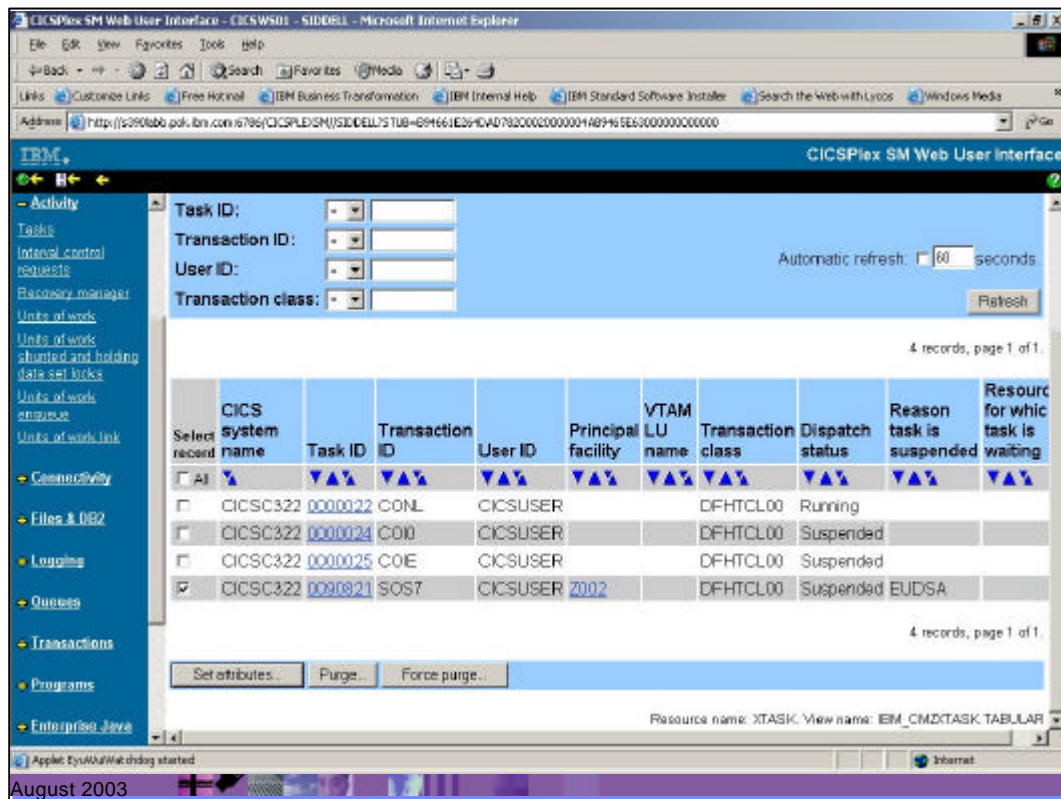 CICSPlex SM Web User Interface - CICSWS01 - SIDDELL - Microsoft Internet Explorer
File Edit View Favorites Tools Help
Back Search Favorites Media
Links Customize Links Free Hotmail IBM Business Transformation IBM Internal Help IBM Standard Software Installer Search the Web with Lycos Windows Media
Address Go
IBM.
CICSPlex SM Web User Interface
Activity
Tasks
Interval control
requests
Recovery manager
Units of work
Units of work
shunted and holding
data set locks
Units of work
enqueue
Units of work link
Connectivity
Files & DB2
Logging
Queues
Transactions
Programs
Enterprise Java
Task ID: =
Transaction ID: =
User ID: =
Transaction class: =
Automatic refresh: 60 seconds.
Refresh
4 records, page 1 of 1.
Select record CICS system name Task ID Transaction ID User ID Principal facility VTAM LU name Transaction class Dispatch status Reason task is suspended Resourc for whic task is waiting
All
CICSC322 0000022 CONL CICSUSER DFHTCL00 Running
CICSC322 0000024 COI0 CICSUSER DFHTCL00 Suspended
CICSC322 0000025 COIE CICSUSER DFHTCL00 Suspended
CICSC322 0090821 SOS7 CICSUSER Z002 DFHTCL00 Suspended EUDSA
4 records, page 1 of 1.
Set attributes... Purge... Force purge...
Resource name: XTASK. View name: IBM_CMZXTASK.TABULAR
Applet EyuWuiWatchdog started
Internet
August 2003